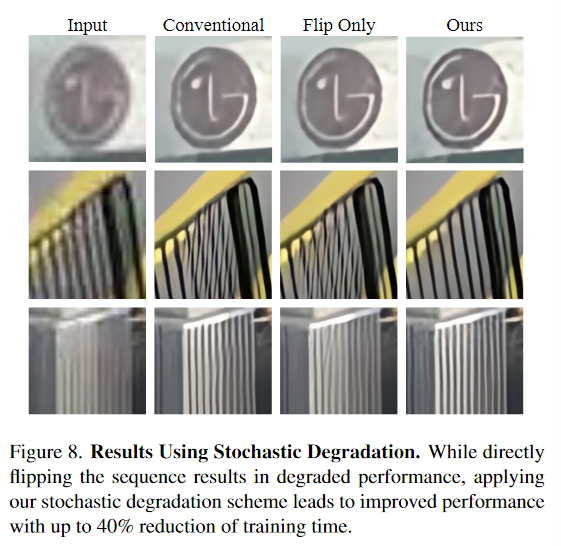 Input Conventional Flip Only Ours
Figure 8. Results Using Stochastic Degradation. While directly
flipping the sequence results in degraded performance, applying
our stochastic degradation scheme leads to improved performance
with up to 40% reduction of training time.